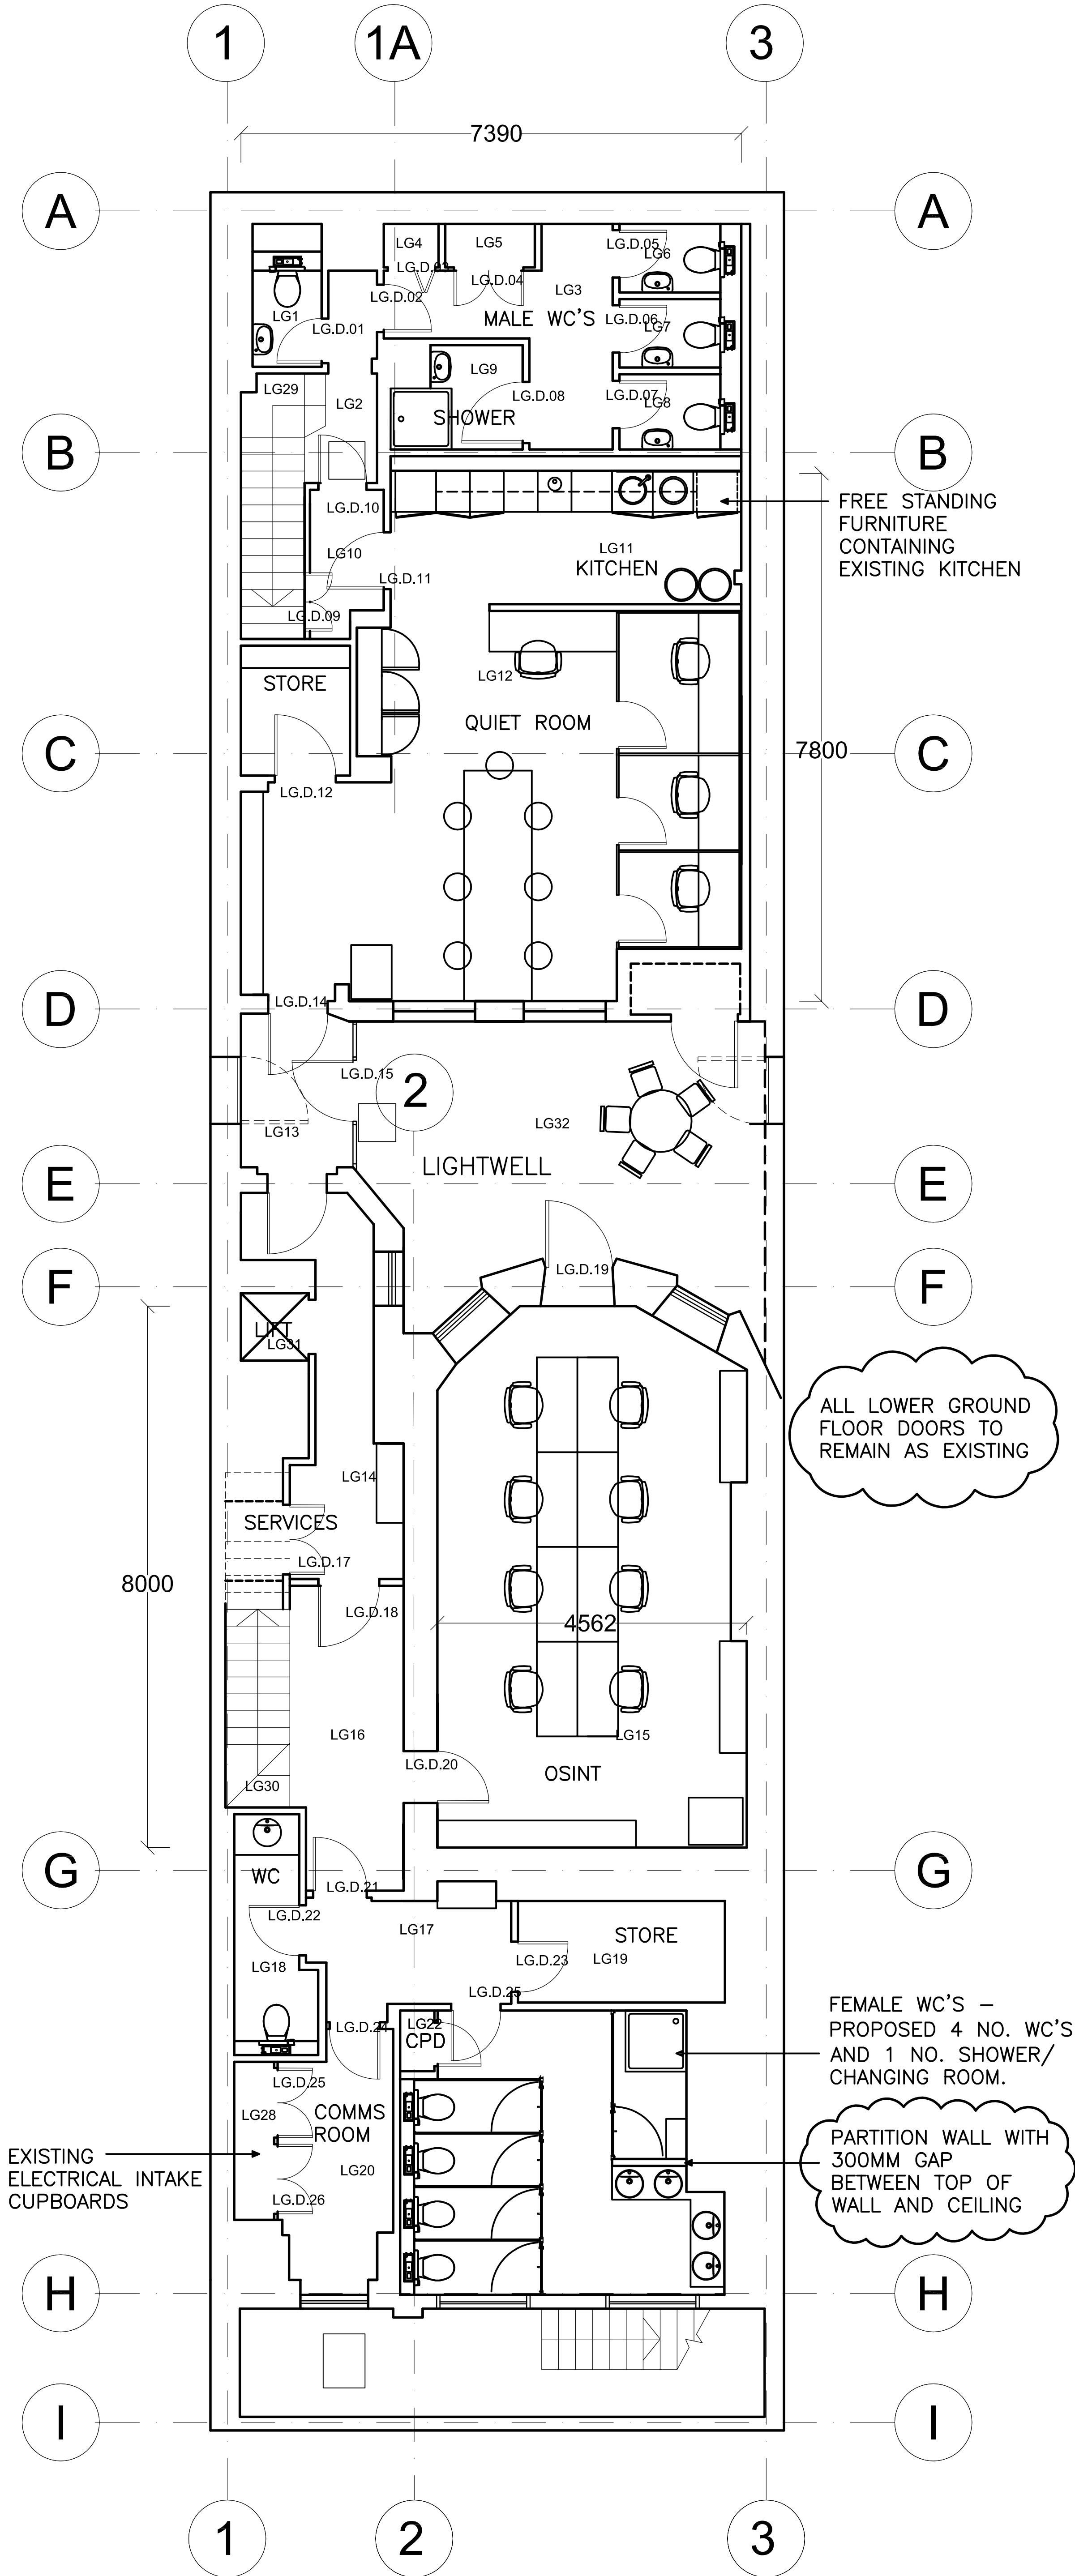 1
1A
3
7390
A
A
LG4
LG5
LG.D.05
LG6
LG.D.03
LG.D.04
LG3
LG.D.02
LG1
LG.D.01
MALE WC'S
LG.D.06
LG7
LG9
LG29
LG2
LG.D.08
LG.D.07
LG8
SHOWER
B
B
FREE STANDING
FURNITURE
CONTAINING
EXISTING KITCHEN
LG.D.10
LG10
LG11
KITCHEN
LG.D.11
LG.D.09
STORE
LG12
QUIET ROOM
C
C
7800
LG.D.12
LG.D.14
D
D
LG.D.15
2
LG13
LG32
LIGHTWELL
E
E
LG.D.19
F
F
LIFT
LG31
ALL LOWER GROUND
FLOOR DOORS TO
REMAIN AS EXISTING
LG14
SERVICES
LG.D.17
8000
LG.D.18
4562
LG16
LG15
LG.D.20
OSINT
LG30
G
G
WC
LG.D.21
LG.D.22
LG17
STORE
LG.D.23
LG19
LG18
LG.D.25
LG22
LG.D.24
CPD
FEMALE WC'S –
PROPOSED 4 NO. WC'S
AND 1 NO. SHOWER/
CHANGING ROOM.
LG.D.25
LG28
COMMS
ROOM
EXISTING
ELECTRICAL INTAKE
CUPBOARDS
LG20
LG.D.26
PARTITION WALL WITH
300MM GAP
BETWEEN TOP OF
WALL AND CEILING
H
H
I
I
1
2
3